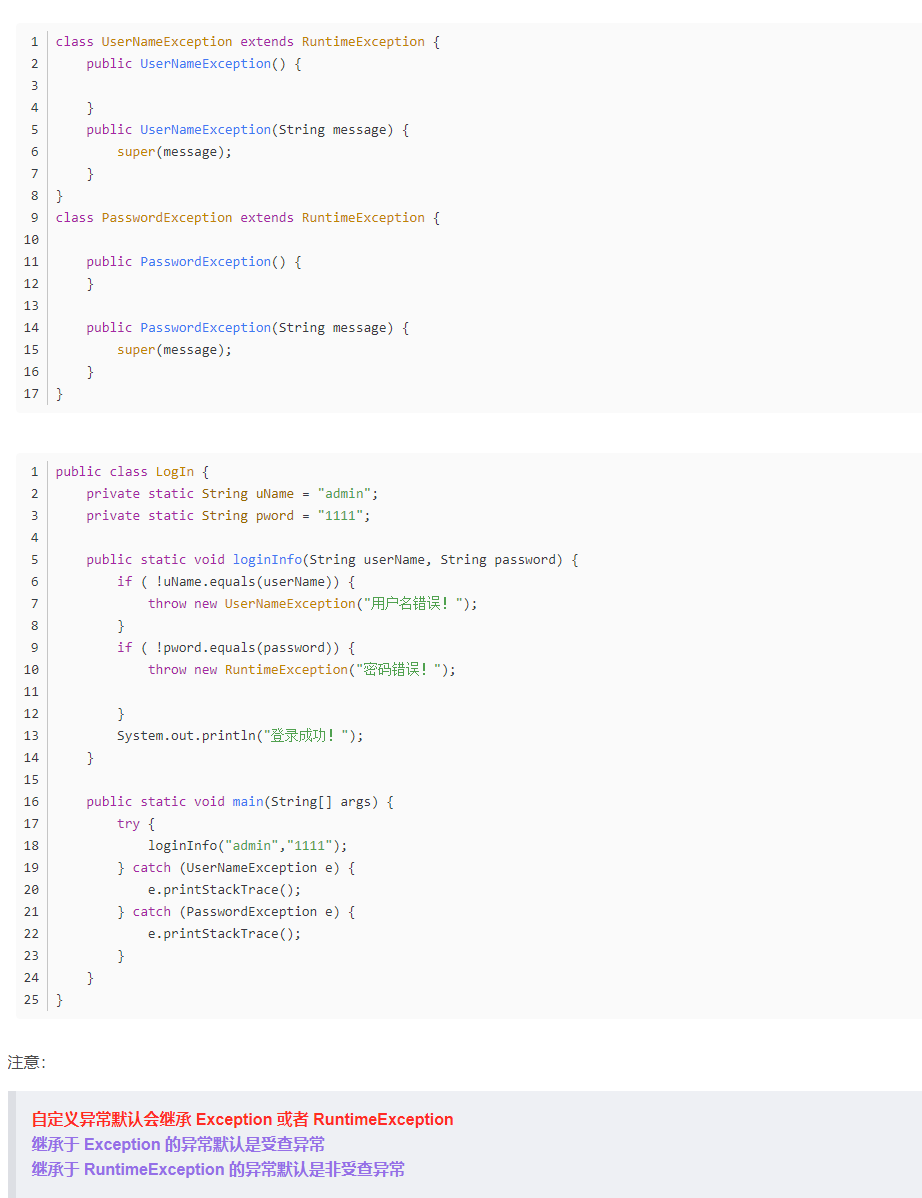 1 class UserNameException extends RuntimeException {
2     public UserNameException() {
3
4     }
5     public UserNameException(String message) {
6         super(message);
7     }
8 }
9 class PasswordException extends RuntimeException {
10
11     public PasswordException() {
12     }
13
14     public PasswordException(String message) {
15         super(message);
16     }
17 }
1 public class LogIn {
2     private static String uName = "admin";
3     private static String pword = "1111";
4
5     public static void loginInfo(String userName, String password) {
6         if ( !uName.equals(userName)) {
7             throw new UserNameException("用户名错误！");
8         }
9         if ( !pword.equals(password)) {
10             throw new RuntimeException("密码错误！");
11
12         }
13         System.out.println("登录成功！");
14     }
15
16     public static void main(String[] args) {
17         try {
18             loginInfo("admin","1111");
19         } catch (UserNameException e) {
20             e.printStackTrace();
21         } catch (PasswordException e) {
22             e.printStackTrace();
23         }
24     }
25 }
注意：
自定义异常默认会继承 Exception 或者 RuntimeException
继承于 Exception 的异常默认是受查异常
继承于 RuntimeException 的异常默认是非受查异常